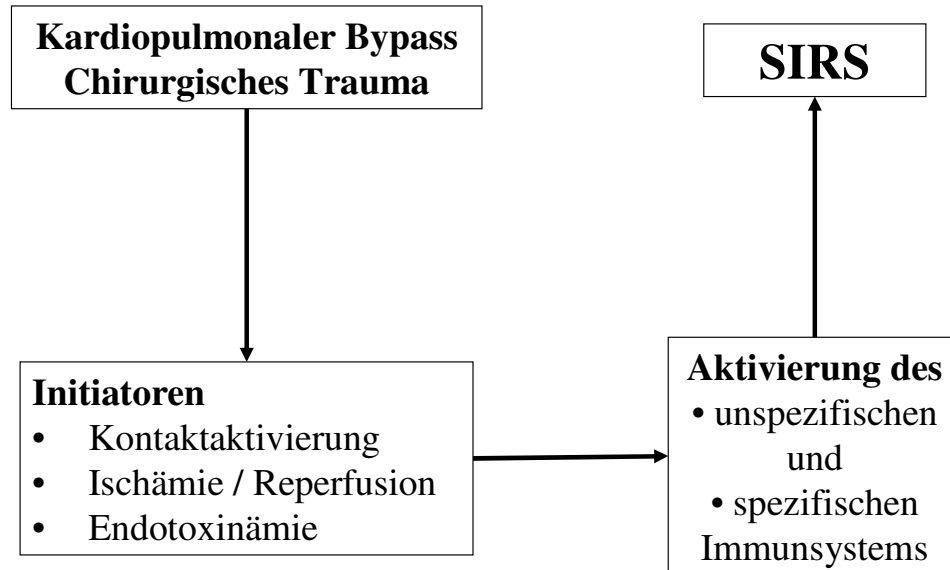 Kardiopulmonaler Bypass
Chirurgisches Trauma
SIRS
Initiatoren
• Kontaktaktivierung
• Ischämie / Reperfusion
• Endotoxinämie
Aktivierung des
• unspezifischen
und
• spezifischen
Immunsystems